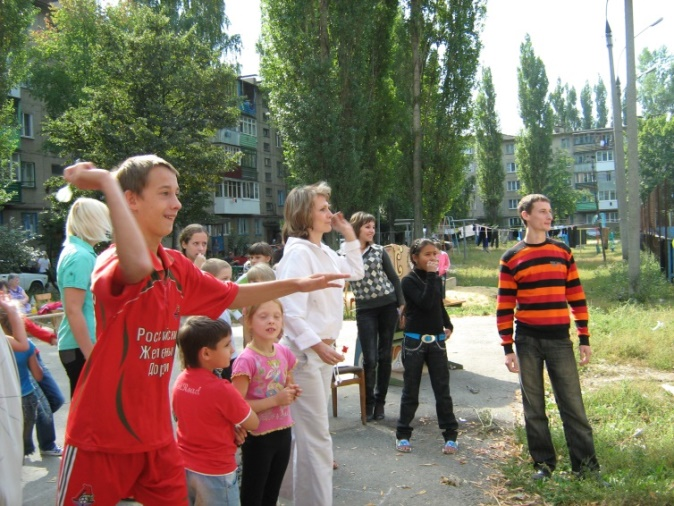 Российские
Железные
Дороги